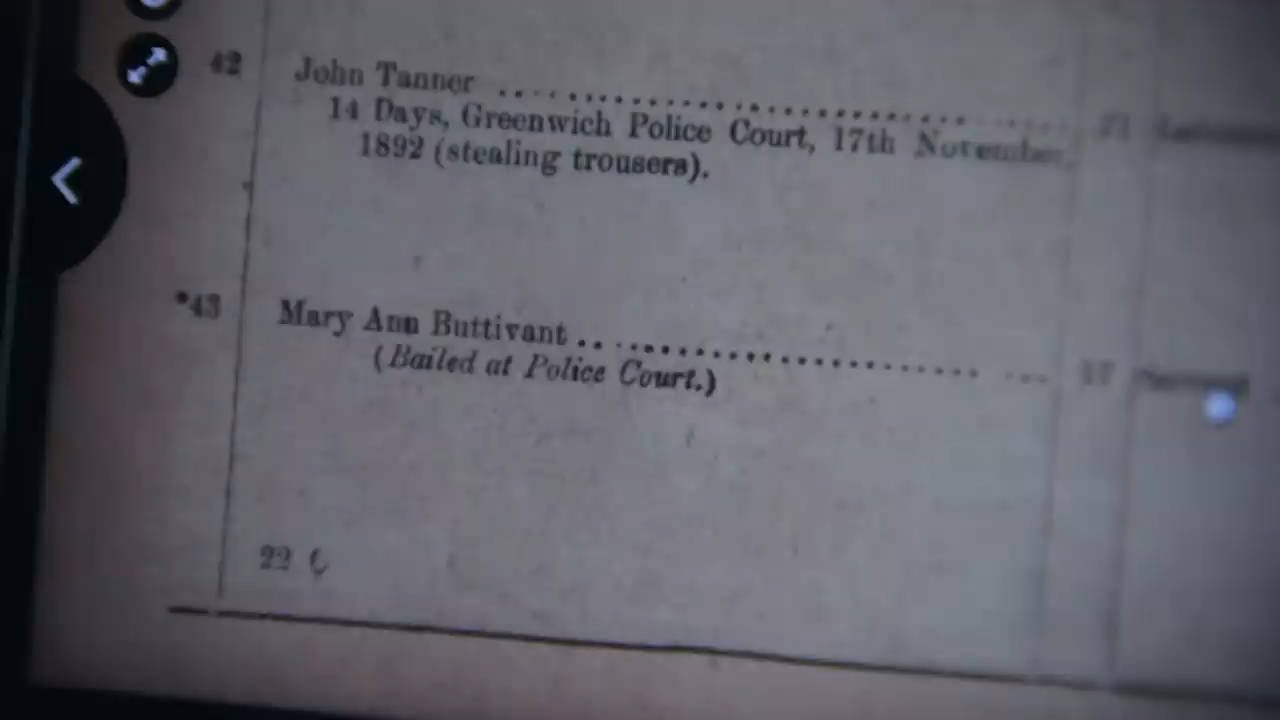 42 John Tanner ........................................
14 Days, Greenwich Police Court, 17th November,
1892 (stealing trousers).
*43 Mary Ann Buttivant ........................................ 17
(Bailed at Police Court.)
22